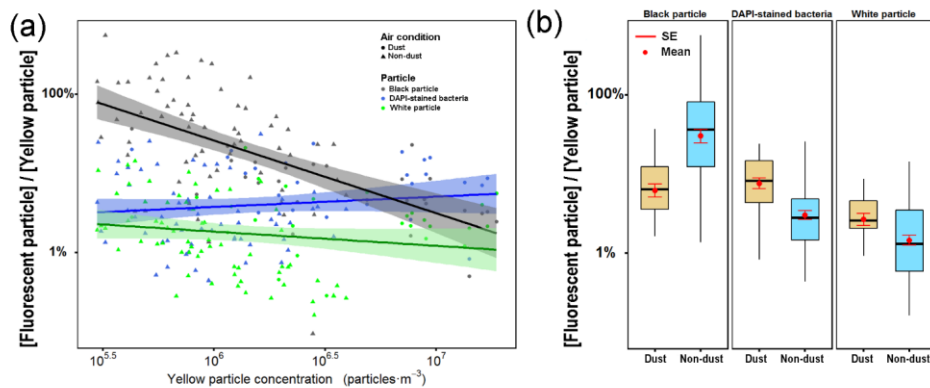 (a)
[Fluorescent particle] / [Yellow particle]
100%
1%
Air condition
Dust
Non-dust
Particle
Black particle
DAPI-stained bacteria
White particle
10^5.5 10^6 10^6.5 10^7
Yellow particle concentration (particles·m⁻³)
(b)
[Fluorescent particle] / [Yellow particle]
100%
1%
Black particle DAPI-stained bacteria White particle
SE
Mean
Dust Non-dust Dust Non-dust Dust Non-dust